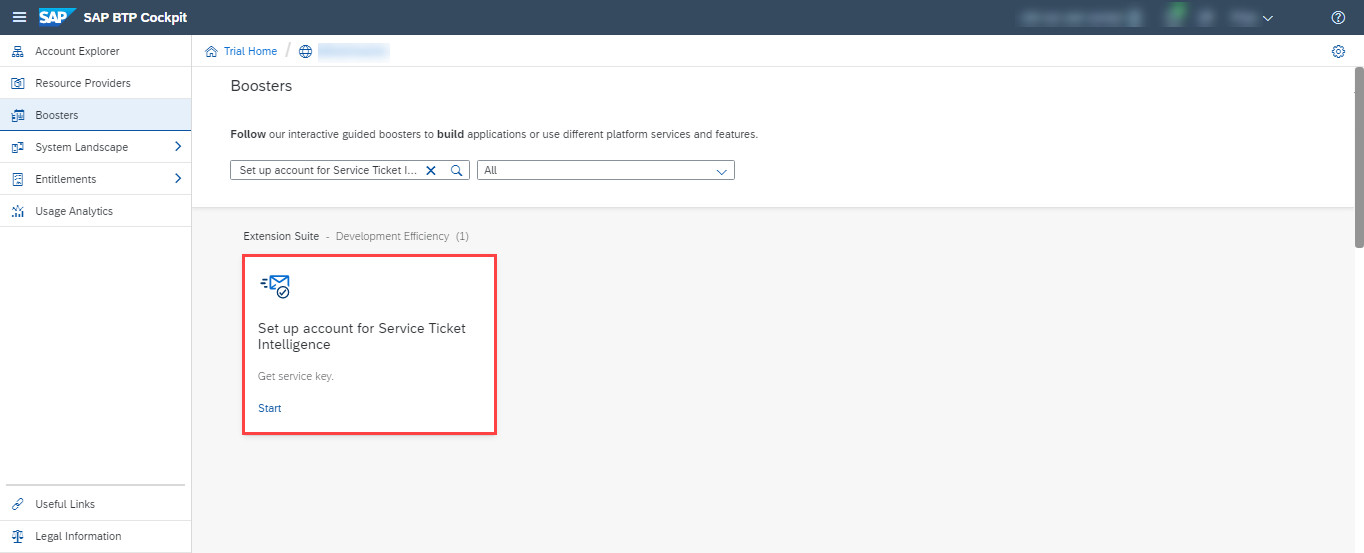 SAP SAP BTP Cockpit
Account Explorer
Resource Providers
Boosters
System Landscape
Entitlements
Usage Analytics
Useful Links
Legal Information
Trial Home /
Boosters
Follow our interactive guided boosters to build applications or use different platform services and features.
Set up account for Service Ticket I... All
Extension Suite - Development Efficiency (1)
Set up account for Service Ticket
Intelligence
Get service key.
Start